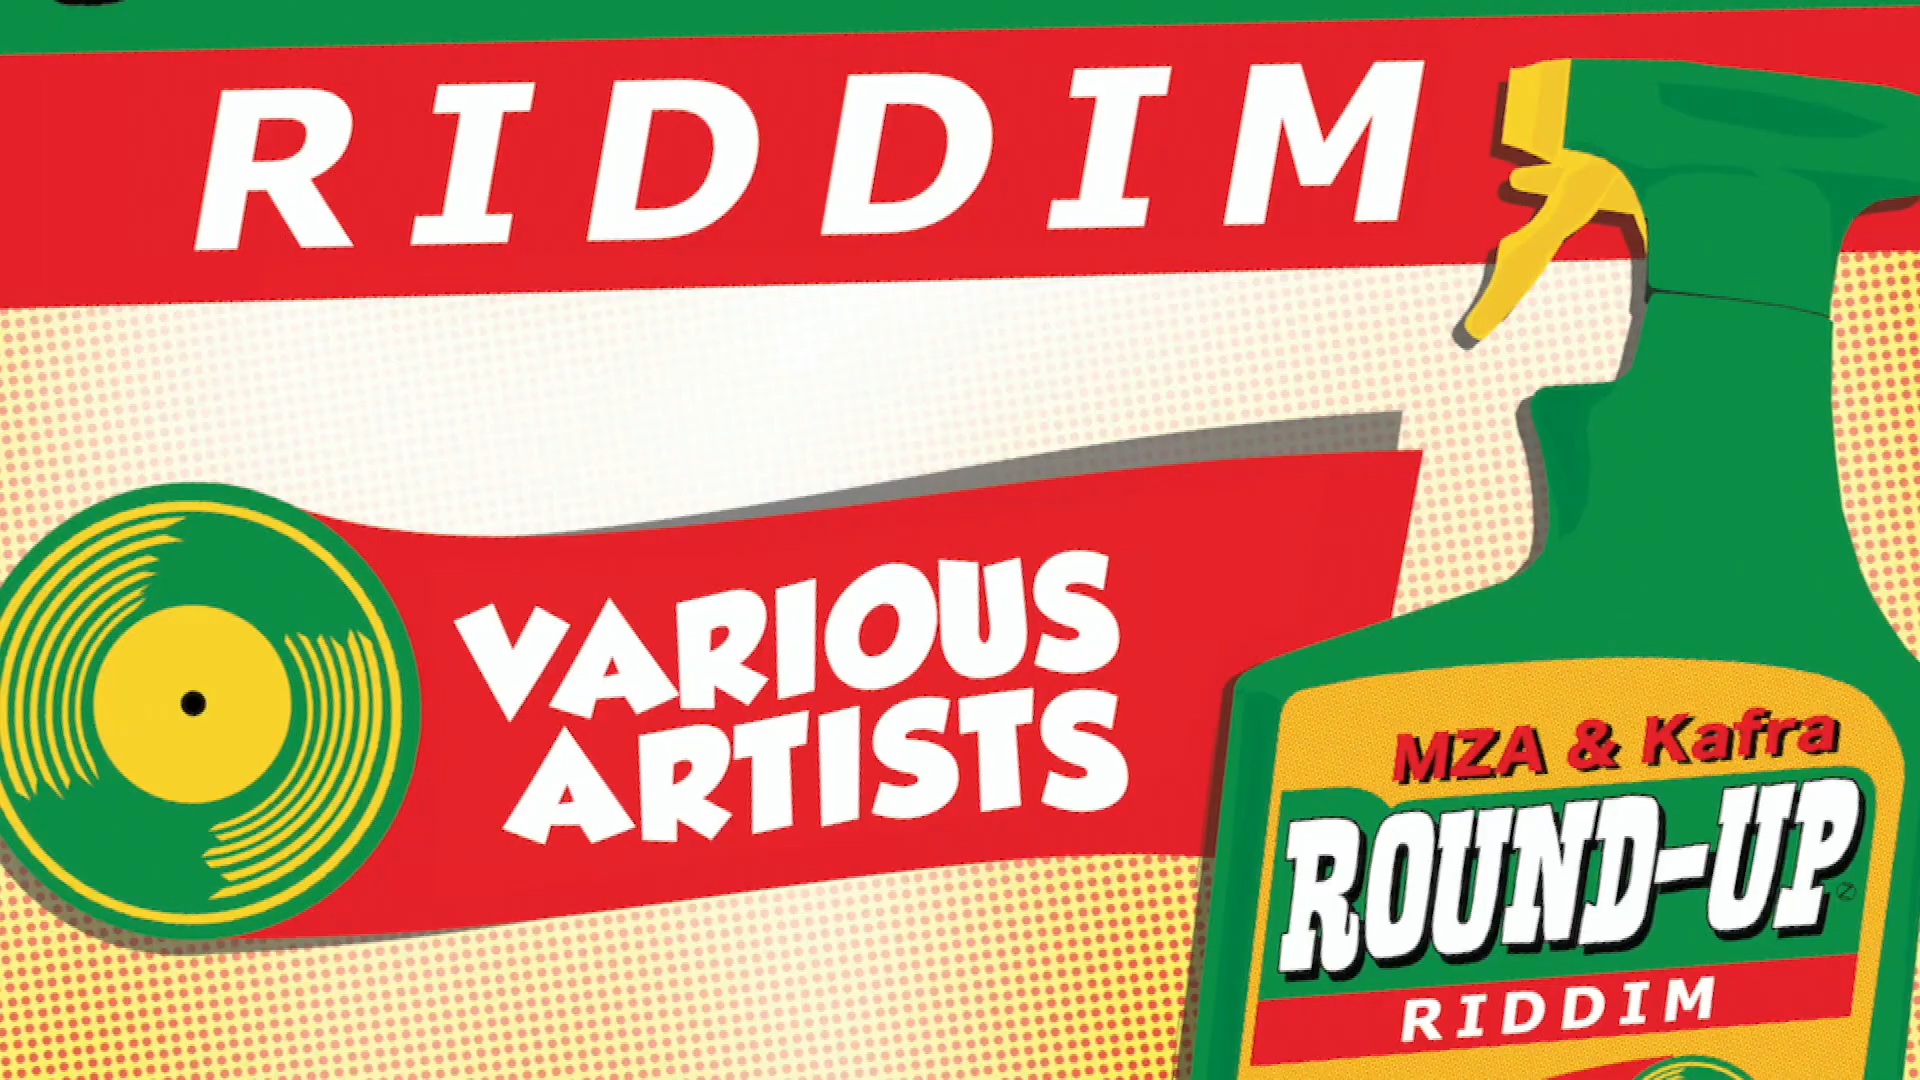 RIDDIM
VARIOUS
ARTISTS
MZA & Kafra
ROUND-UP
RIDDIM